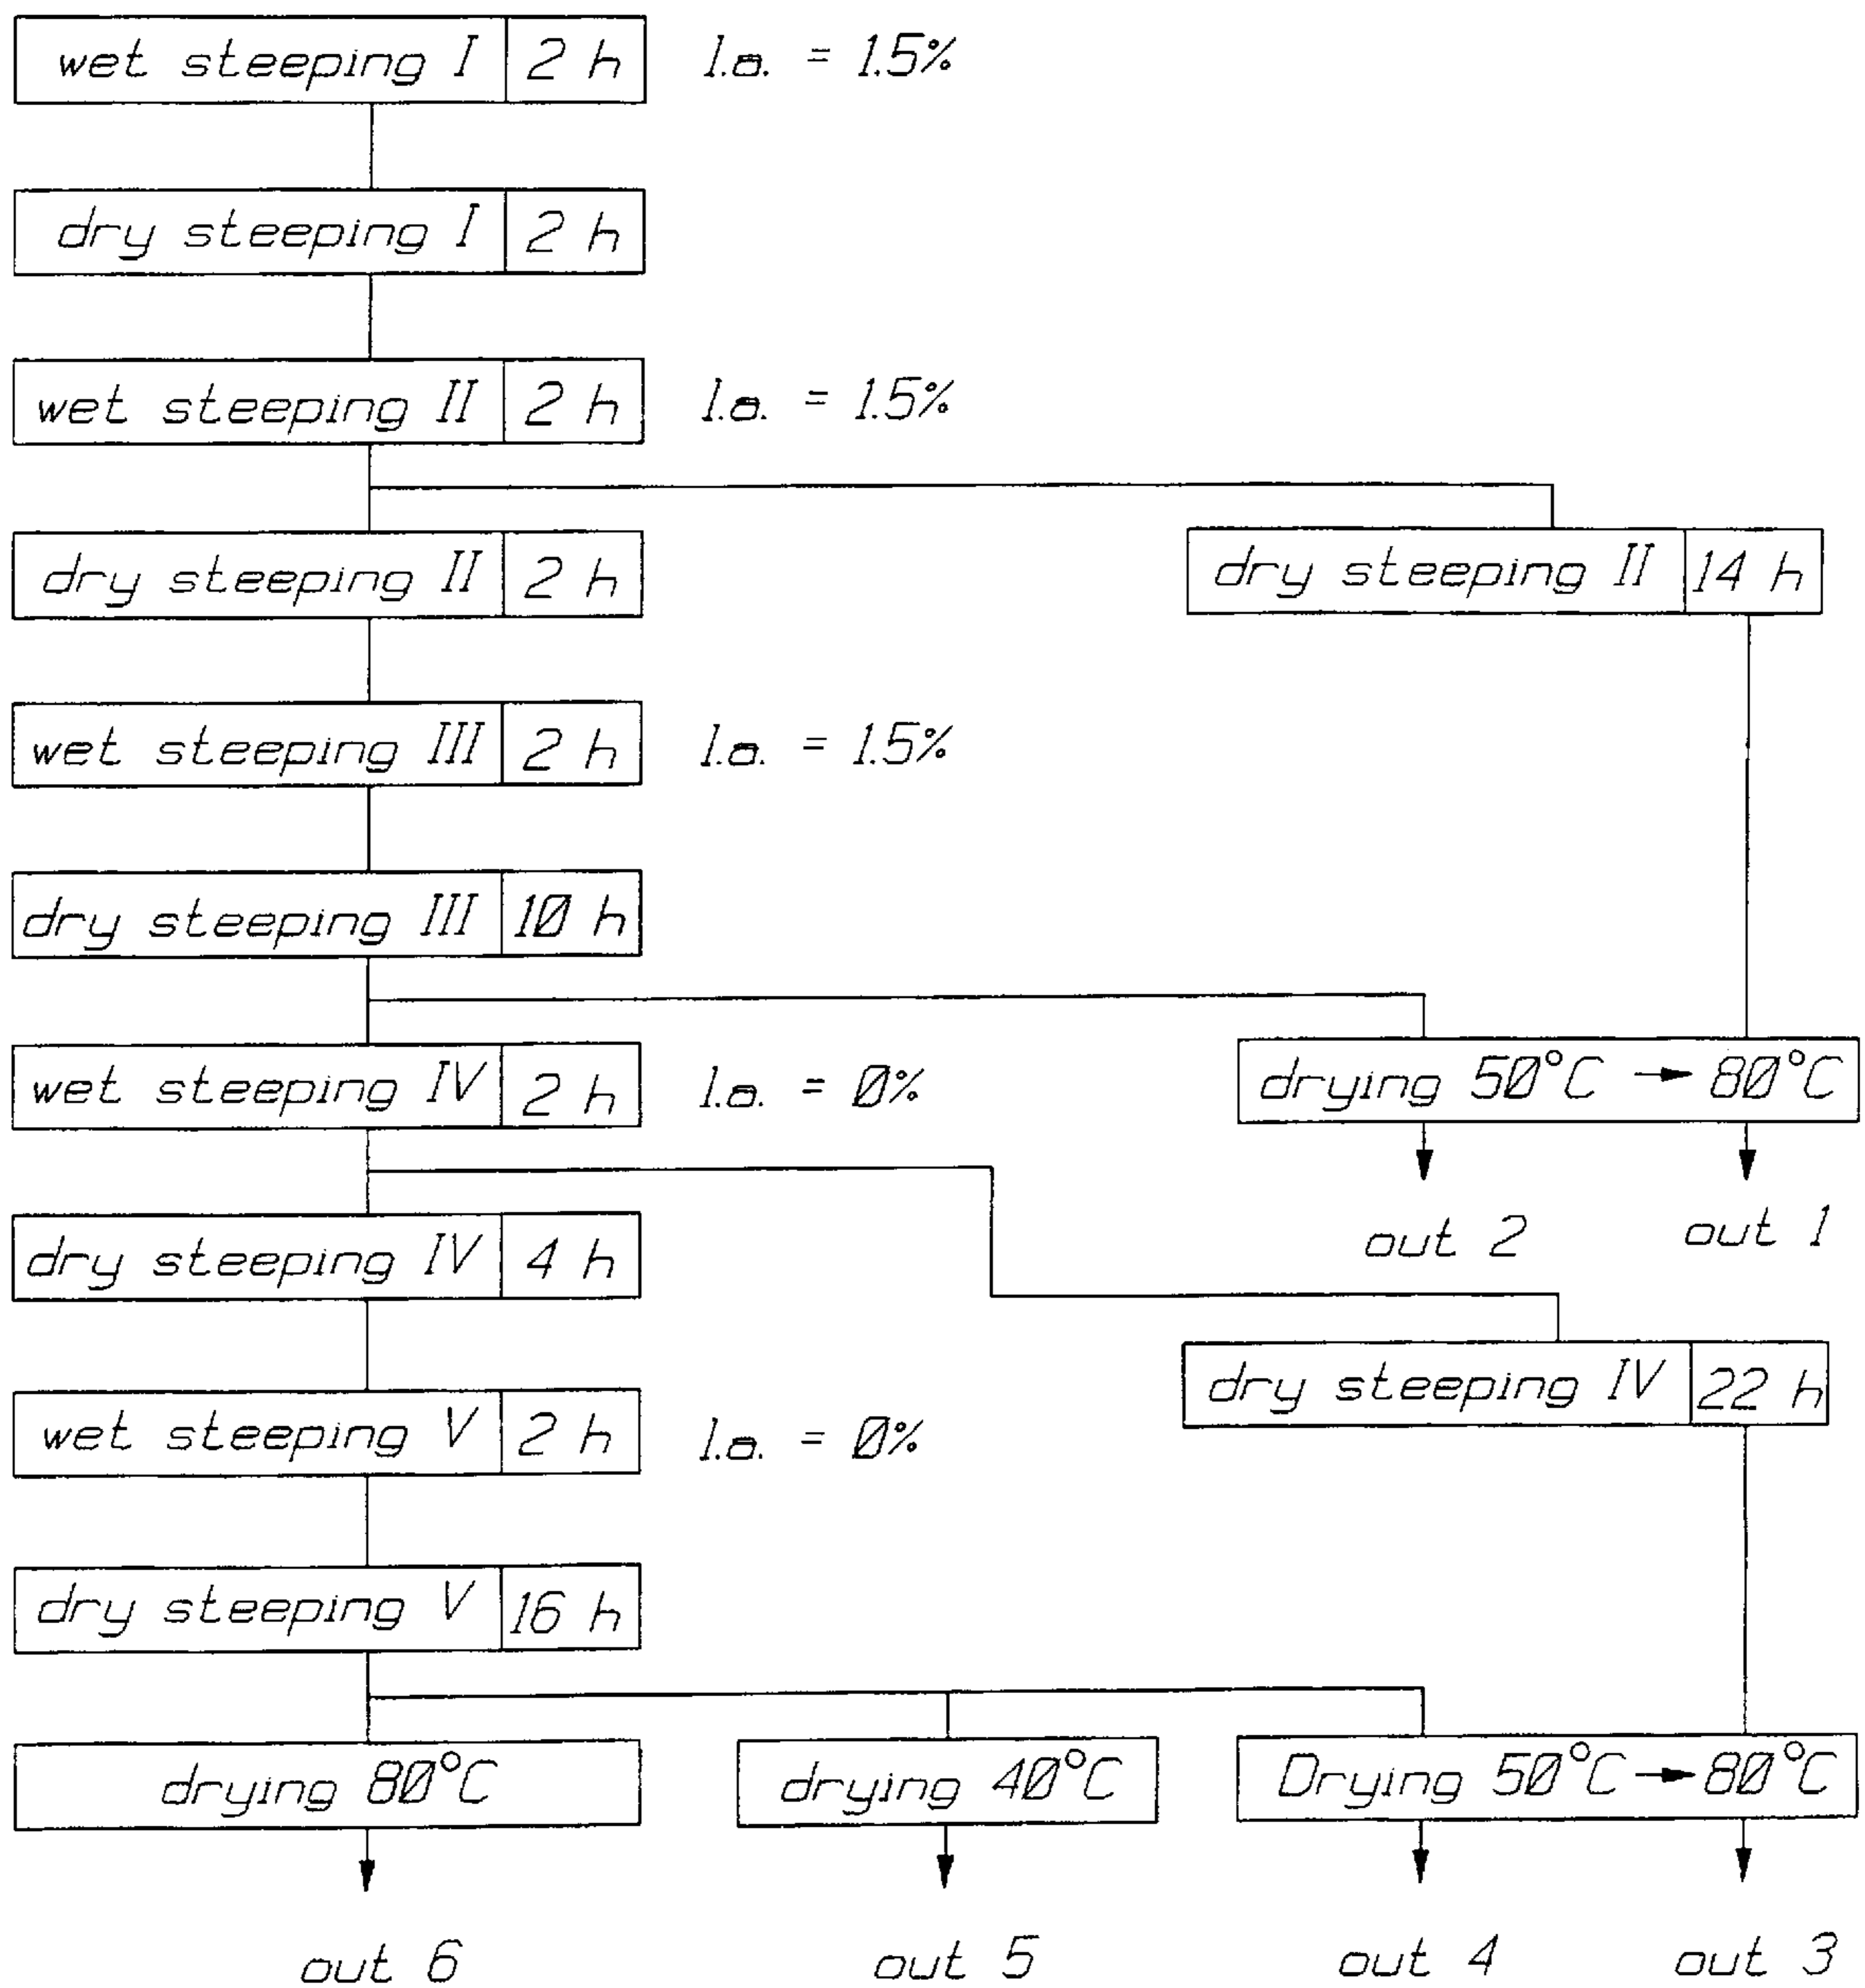 wet steeping I 2 h l.a. = 1.5%
dry steeping I 2 h
wet steeping II 2 h l.a. = 1.5%
dry steeping II 2 h dry steeping II 14 h
wet steeping III 2 h l.a. = 1.5%
dry steeping III 10 h
wet steeping IV 2 h l.a. = 0% drying 50°C → 80°C
out 2 out 1
dry steeping IV 4 h
dry steeping IV 22 h
wet steeping V 2 h l.a. = 0%
dry steeping V 16 h
drying 80°C drying 40°C Drying 50°C → 80°C
out 6 out 5 out 4 out 3